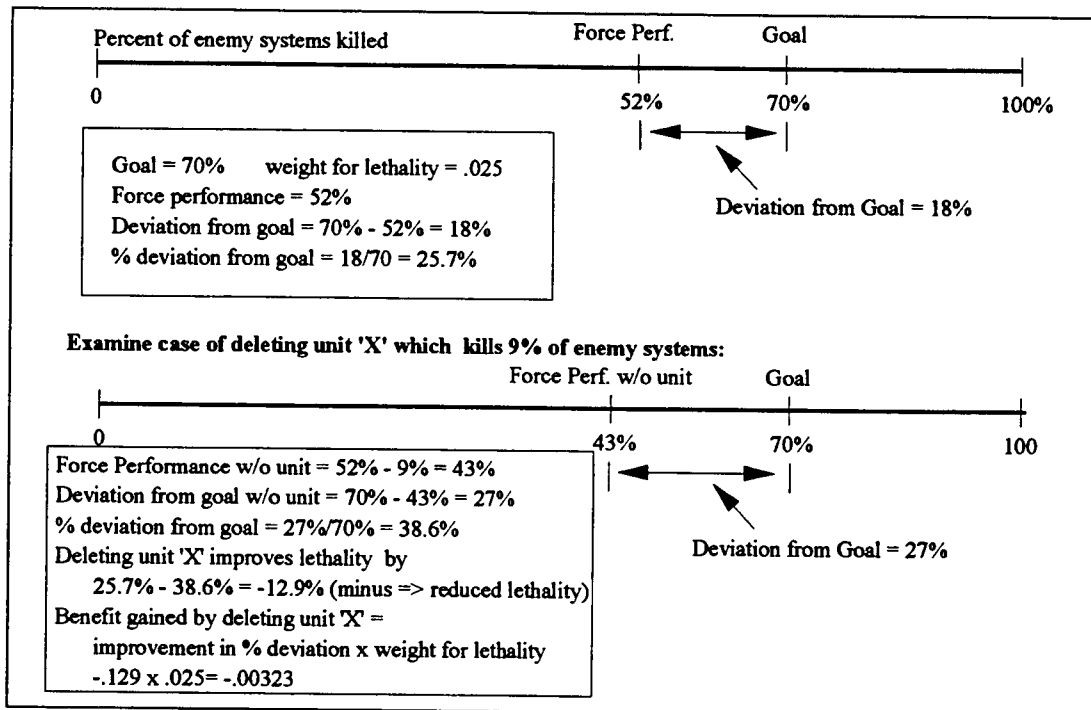 Percent of enemy systems killed
Force Perf.
Goal
0
52%
70%
100%
Goal = 70% weight for lethality = .025
Force performance = 52%
Deviation from goal = 70% - 52% = 18%
% deviation from goal = 18/70 = 25.7%
Deviation from Goal = 18%
Examine case of deleting unit 'X' which kills 9% of enemy systems:
Force Perf. w/o unit
Goal
0
43%
70%
100
Force Performance w/o unit = 52% - 9% = 43%
Deviation from goal w/o unit = 70% - 43% = 27%
% deviation from goal = 27%/70% = 38.6%
Deleting unit 'X' improves lethality by
25.7% - 38.6% = -12.9% (minus => reduced lethality)
Benefit gained by deleting unit 'X' =
improvement in % deviation x weight for lethality
-.129 x .025= -.00323
Deviation from Goal = 27%